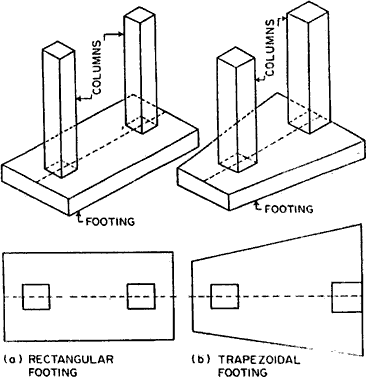 COLUMNS
COLUMNS
FOOTING
FOOTING
(a) RECTANGULAR
FOOTING
(b) TRAPEZOIDAL
FOOTING